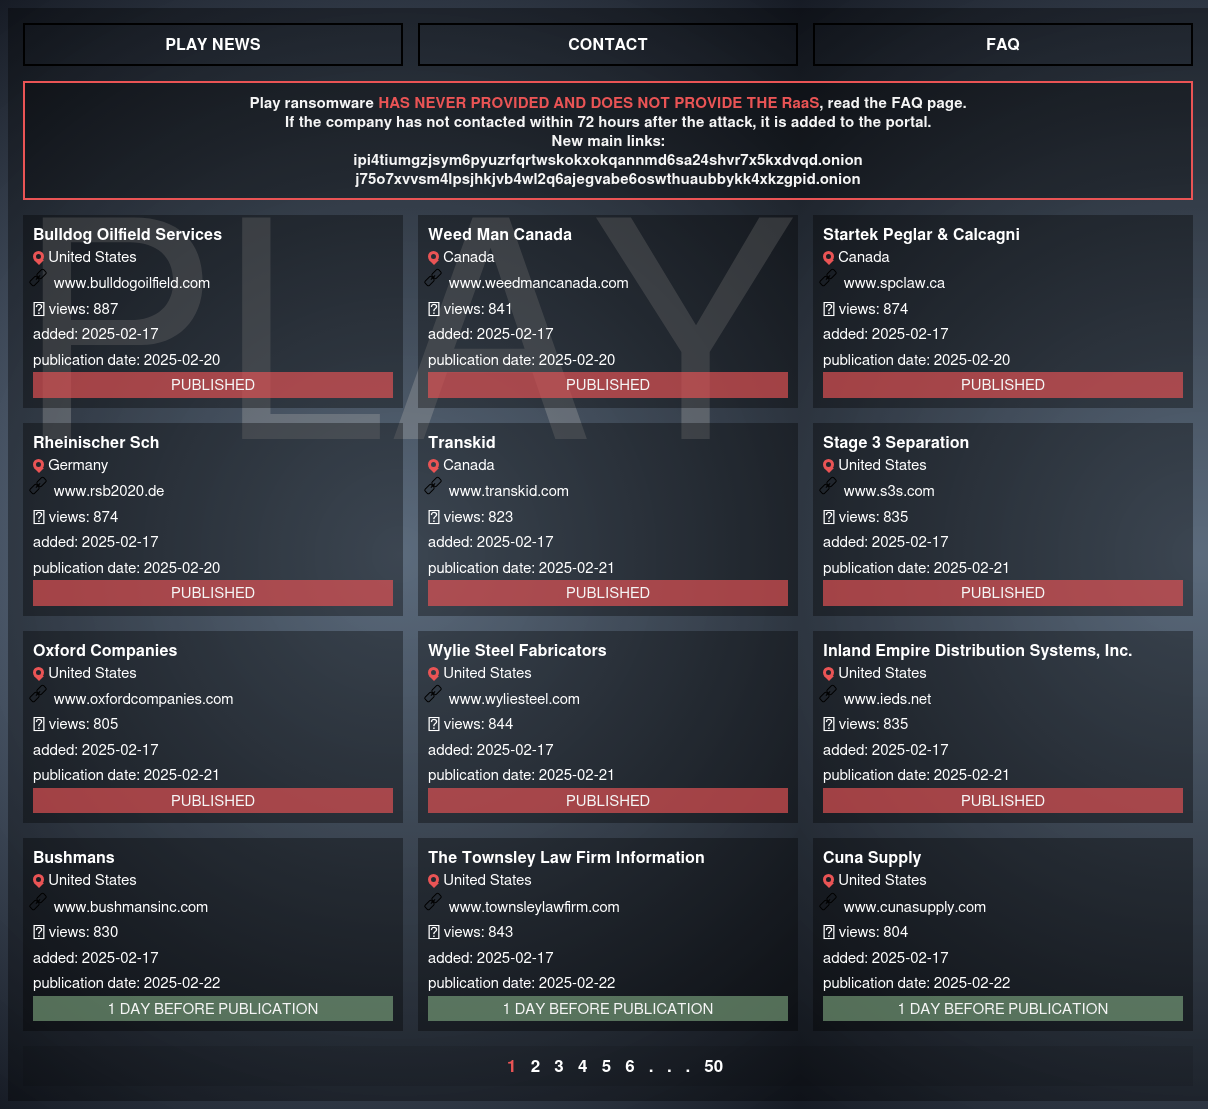 PLAY NEWS
CONTACT
FAQ
Play ransomware HAS NEVER PROVIDED AND DOES NOT PROVIDE THE RaaS, read the FAQ page.
If the company has not contacted within 72 hours after the attack, it is added to the portal.
New main links:
ipi4tiumgzjsym6pyuzrfqrtwskokxokqannmd6sa24shvr7x5kxdvqd.onion
j75o7xvvsm4lpsjhkjvb4wl2q6ajegvabe6oswthuaubbykk4xkzgpid.onion
PLAY
Bulldog Oilfield Services
United States
www.bulldogoilfield.com
views: 887
added: 2025-02-17
publication date: 2025-02-20
PUBLISHED
Weed Man Canada
Canada
www.weedmancanada.com
views: 841
added: 2025-02-17
publication date: 2025-02-20
PUBLISHED
Startek Peglar & Calcagni
Canada
www.spclaw.ca
views: 874
added: 2025-02-17
publication date: 2025-02-20
PUBLISHED
Rheinischer Sch
Germany
www.rsb2020.de
views: 874
added: 2025-02-17
publication date: 2025-02-20
PUBLISHED
Transkid
Canada
www.transkid.com
views: 823
added: 2025-02-17
publication date: 2025-02-21
PUBLISHED
Stage 3 Separation
United States
www.s3s.com
views: 835
added: 2025-02-17
publication date: 2025-02-21
PUBLISHED
Oxford Companies
United States
www.oxfordcompanies.com
views: 805
added: 2025-02-17
publication date: 2025-02-21
PUBLISHED
Wylie Steel Fabricators
United States
www.wyliesteel.com
views: 844
added: 2025-02-17
publication date: 2025-02-21
PUBLISHED
Inland Empire Distribution Systems, Inc.
United States
www.ieds.net
views: 835
added: 2025-02-17
publication date: 2025-02-21
PUBLISHED
Bushmans
United States
www.bushmansinc.com
views: 830
added: 2025-02-17
publication date: 2025-02-22
1 DAY BEFORE PUBLICATION
The Townsley Law Firm Information
United States
www.townsleylawfirm.com
views: 843
added: 2025-02-17
publication date: 2025-02-22
1 DAY BEFORE PUBLICATION
Cuna Supply
United States
www.cunasupply.com
views: 804
added: 2025-02-17
publication date: 2025-02-22
1 DAY BEFORE PUBLICATION
1 2 3 4 5 6 . . . 50